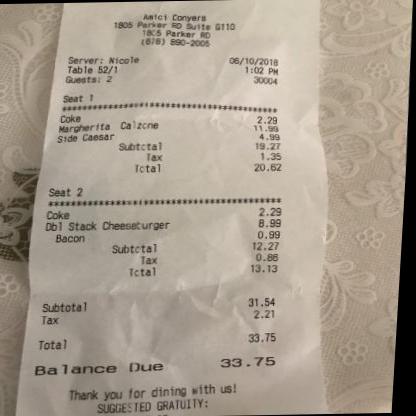 Amici Conyers
1805 Parker RD Suite G110
1805 Parker RD
(678) 890-2005
Server: Nicole 06/10/2018
Table 52/1 1:02 PM
Guests: 2 30004
Seat 1
****************************************
Coke 2.29
Margherita Calzone 11.99
Side Caesar 4.99
Subtotal 19.27
Tax 1.35
Total 20.62
Seat 2
****************************************
Coke 2.29
Dbl Stack Cheeseburger 8.99
Bacon 0.99
Subtotal 12.27
Tax 0.86
Total 13.13
Subtotal 31.54
Tax 2.21
Total 33.75
Balance Due 33.75
Thank you for dining with us!
SUGGESTED GRATUITY: